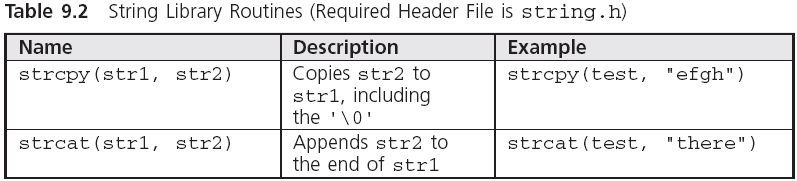 Table 9.2 String Library Routines (Required Header File is string.h)
Name Description Example
strcpy(str1, str2) Copies str2 to strcpy(test, "efgh")
str1, including
the '\0'
strcat(str1, str2) Appends str2 to strcat(test, "there")
the end of str1